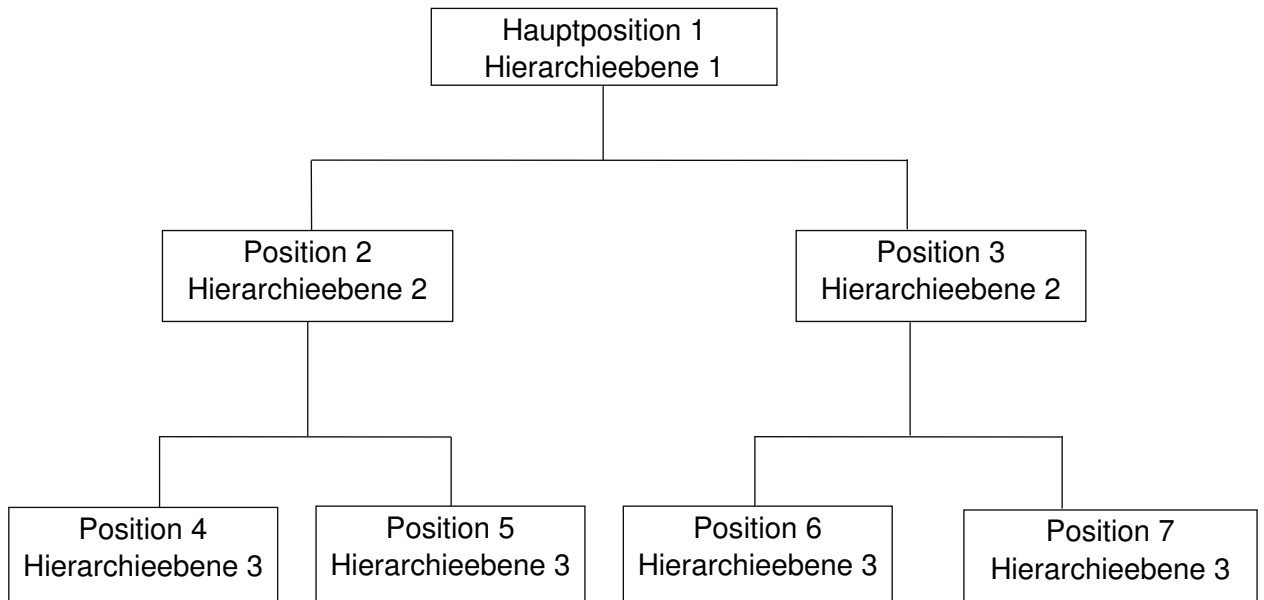 Hauptposition 1
Hierarchieebene 1
Position 2
Hierarchieebene 2
Position 3
Hierarchieebene 2
Position 4
Hierarchieebene 3
Position 5
Hierarchieebene 3
Position 6
Hierarchieebene 3
Position 7
Hierarchieebene 3